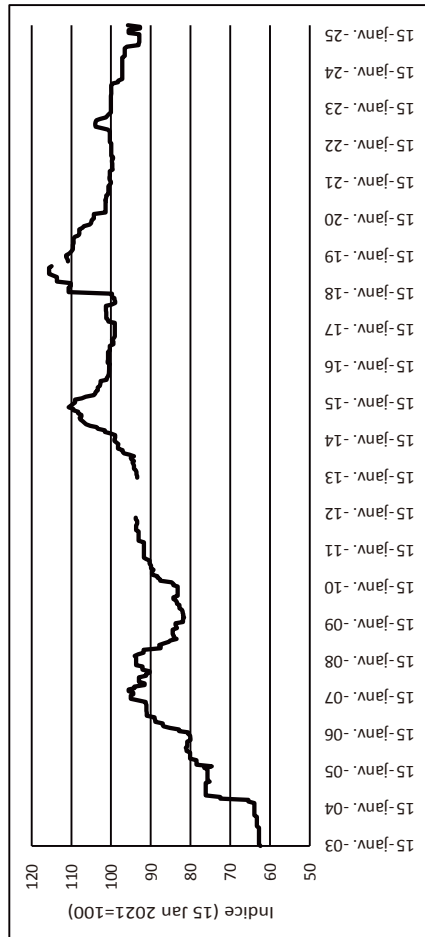 Indice (15 Jan 2021=100)
120
110
100
90
80
70
60
50
15-janv. -03
15-janv. -04
15-janv. -05
15-janv. -06
15-janv. -07
15-janv. -08
15-janv. -09
15-janv. -10
15-janv. -11
15-janv. -12
15-janv. -13
15-janv. -14
15-janv. -15
15-janv. -16
15-janv. -17
15-janv. -18
15-janv. -19
15-janv. -20
15-janv. -21
15-janv. -22
15-janv. -23
15-janv. -24
15-janv. -25